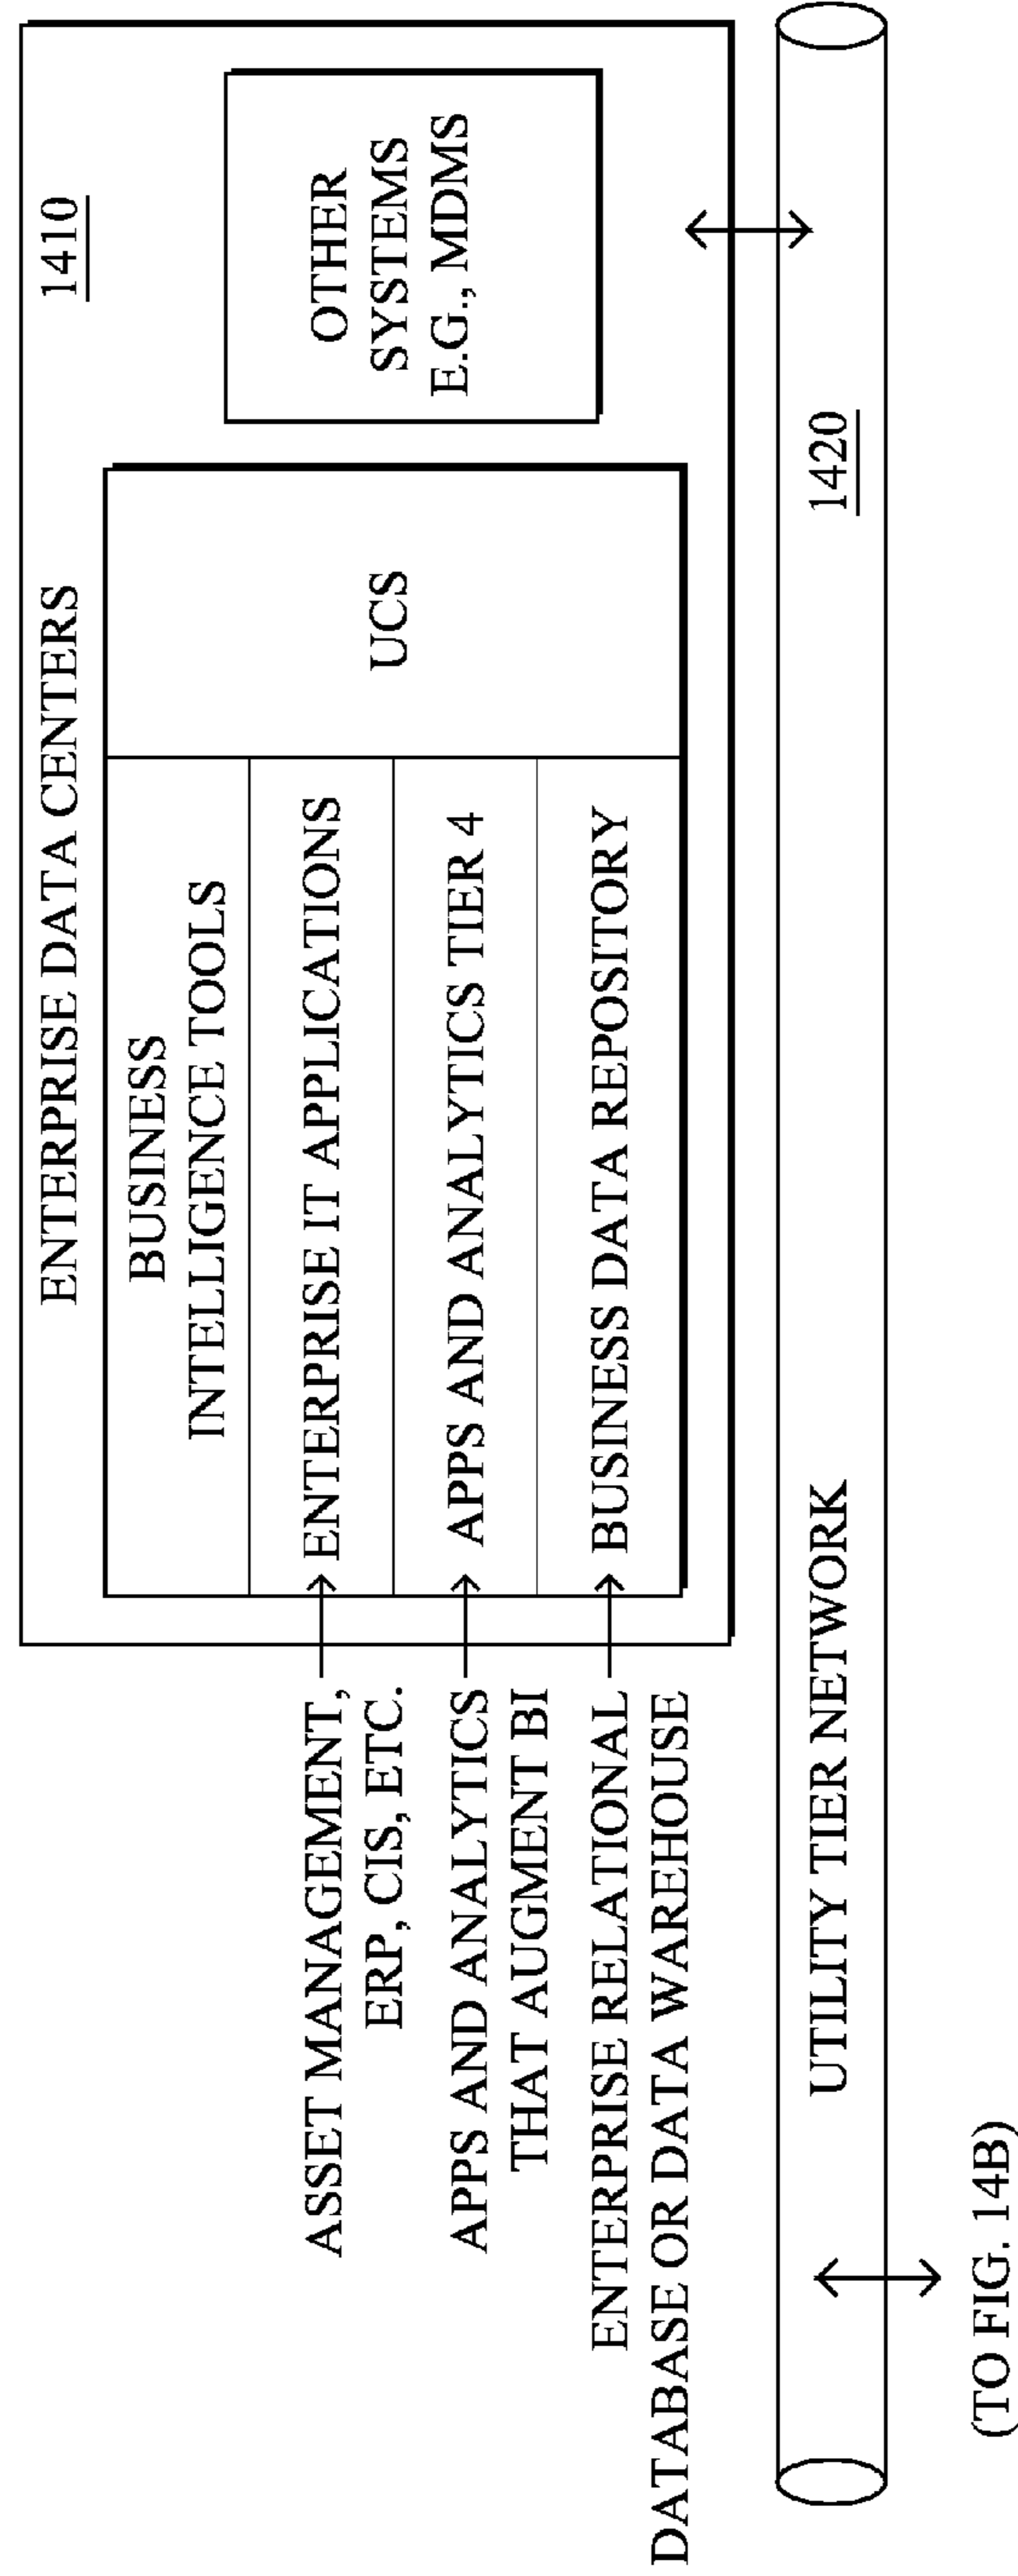 ENTERPRISE DATA CENTERS
1410
BUSINESS
INTELLIGENCE TOOLS
ENTERPRISE IT APPLICATIONS
APPS AND ANALYTICS TIER 4
BUSINESS DATA REPOSITORY
UCS
OTHER
SYSTEMS
E.G., MDMS
ASSET MANAGEMENT,
ERP, CIS, ETC.
APPS AND ANALYTICS
THAT AUGMENT BI
ENTERPRISE RELATIONAL
DATABASE OR DATA WAREHOUSE
UTILITY TIER NETWORK
1420
(TO FIG. 14B)